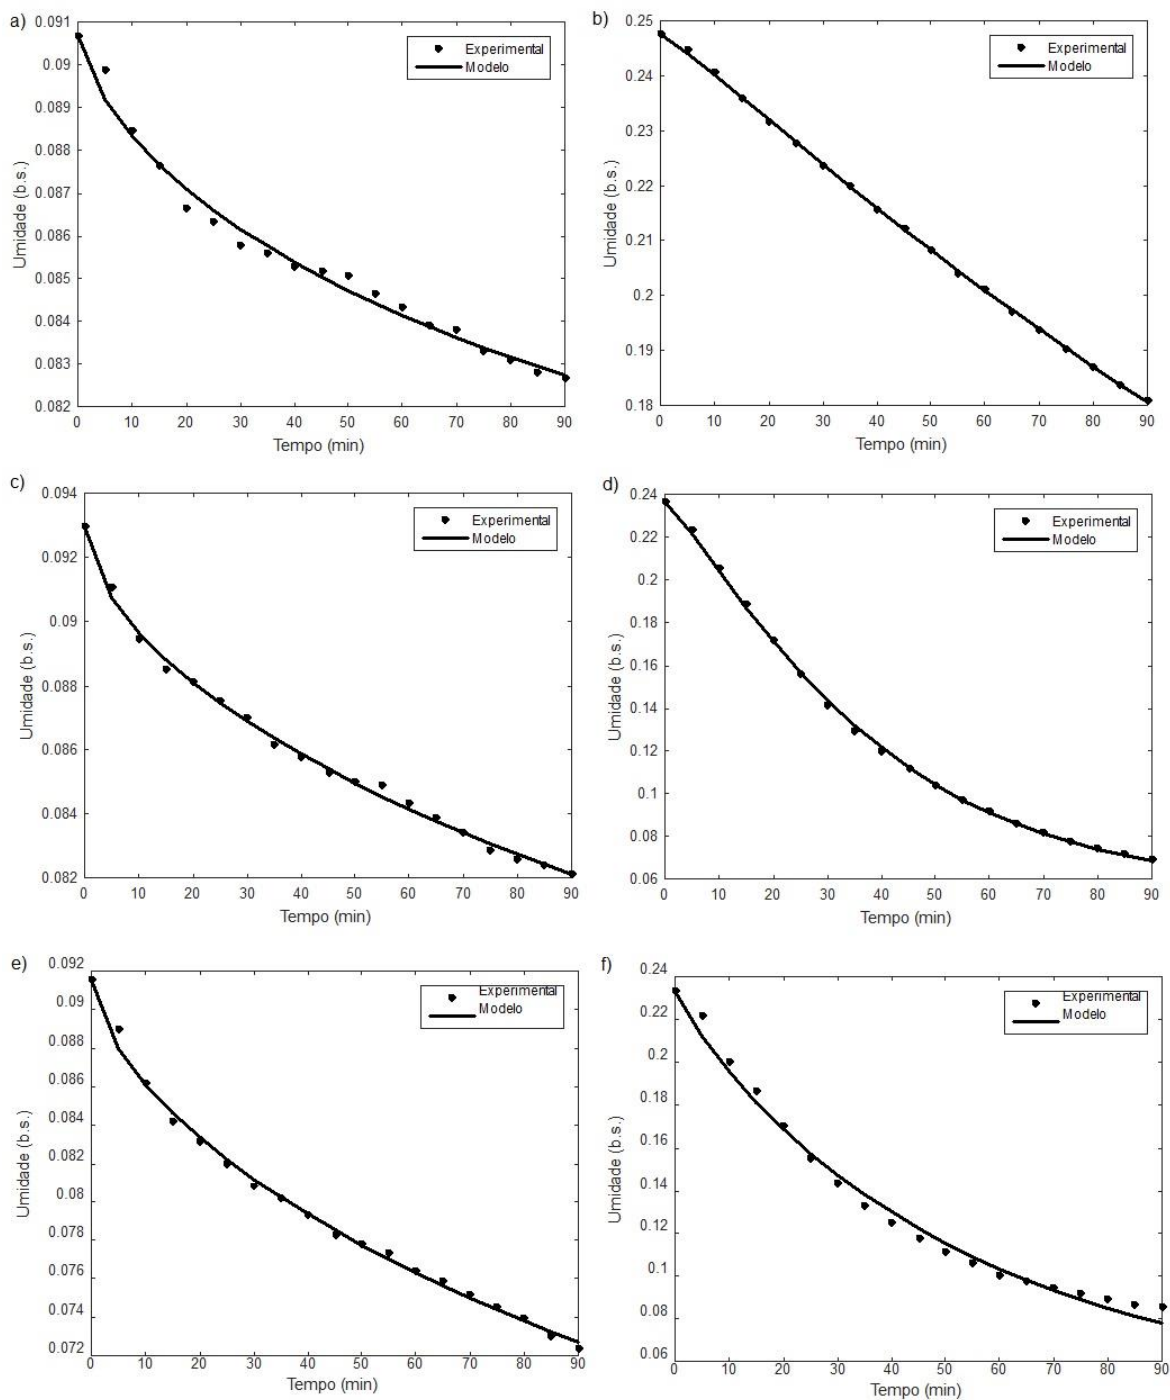 a)
0.091
0.09
0.089
0.088
0.087
0.086
0.085
0.084
0.083
0.082
Umidade (b.s.)
Experimental
Modelo
0 10 20 30 40 50 60 70 80 90
Tempo (min)
b)
0.25
0.24
0.23
0.22
0.21
0.2
0.19
0.18
Umidade (b.s.)
Experimental
Modelo
0 10 20 30 40 50 60 70 80 90
Tempo (min)
c)
0.094
0.092
0.09
0.088
0.086
0.084
0.082
Umidade (b.s.)
Experimental
Modelo
0 10 20 30 40 50 60 70 80 90
Tempo (min)
d)
0.24
0.22
0.2
0.18
0.16
0.14
0.12
0.1
0.08
0.06
Umidade (b.s.)
Experimental
Modelo
0 10 20 30 40 50 60 70 80 90
Tempo (min)
e)
0.092
0.09
0.088
0.086
0.084
0.082
0.08
0.078
0.076
0.074
0.072
Umidade (b.s.)
Experimental
Modelo
0 10 20 30 40 50 60 70 80 90
Tempo (min)
f)
0.24
0.22
0.2
0.18
0.16
0.14
0.12
0.1
0.08
0.06
Umidade (b.s.)
Experimental
Modelo
0 10 20 30 40 50 60 70 80 90
Tempo (min)